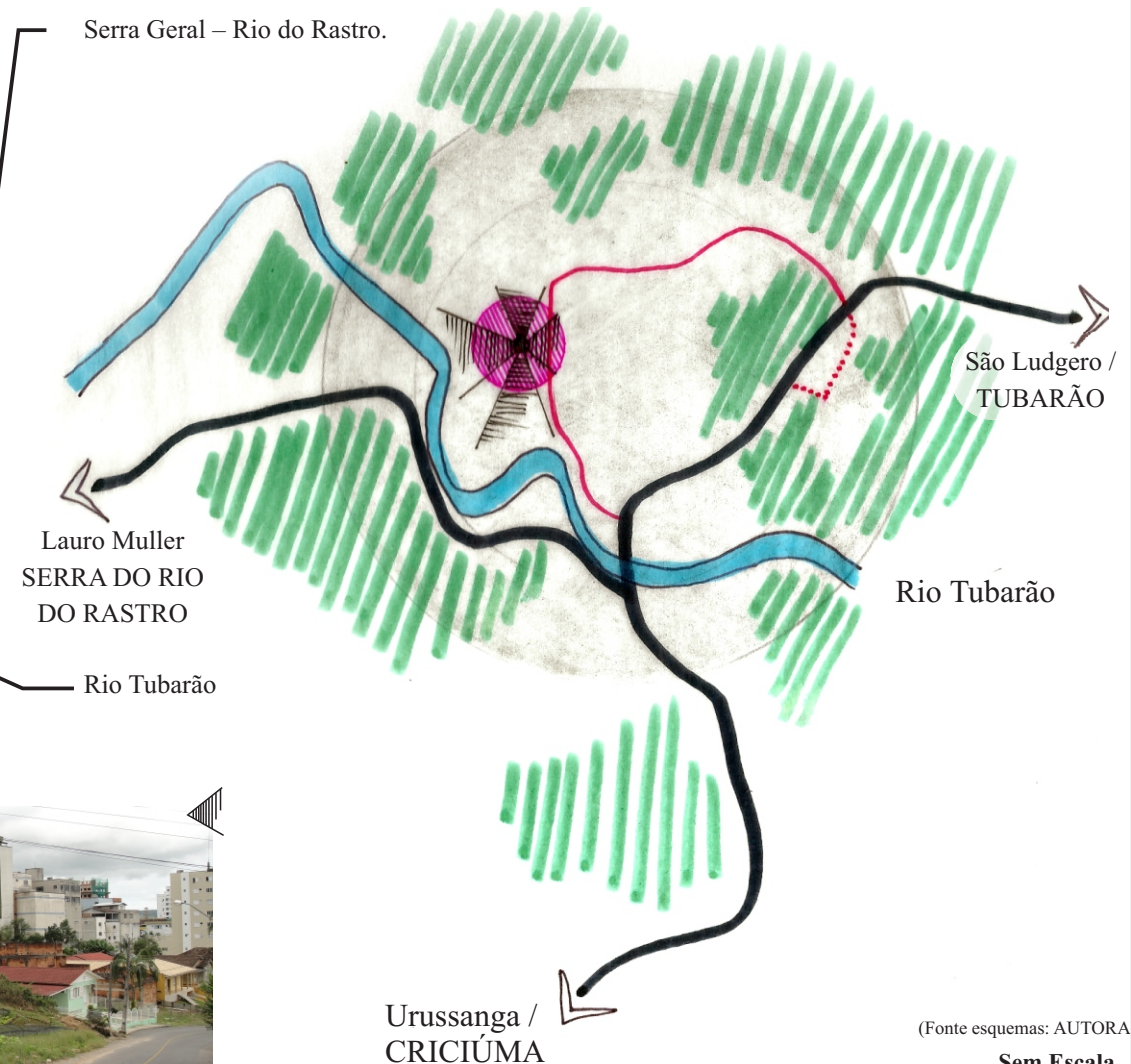 Serra Geral – Rio do Rastro.
São Ludgero /
TUBARÃO
Lauro Muller
SERRA DO RIO
DO RASTRO
Rio Tubarão
Rio Tubarão
Urussanga /
CRICIÚMA
(Fonte esquemas: AUTORA
Sem Escala